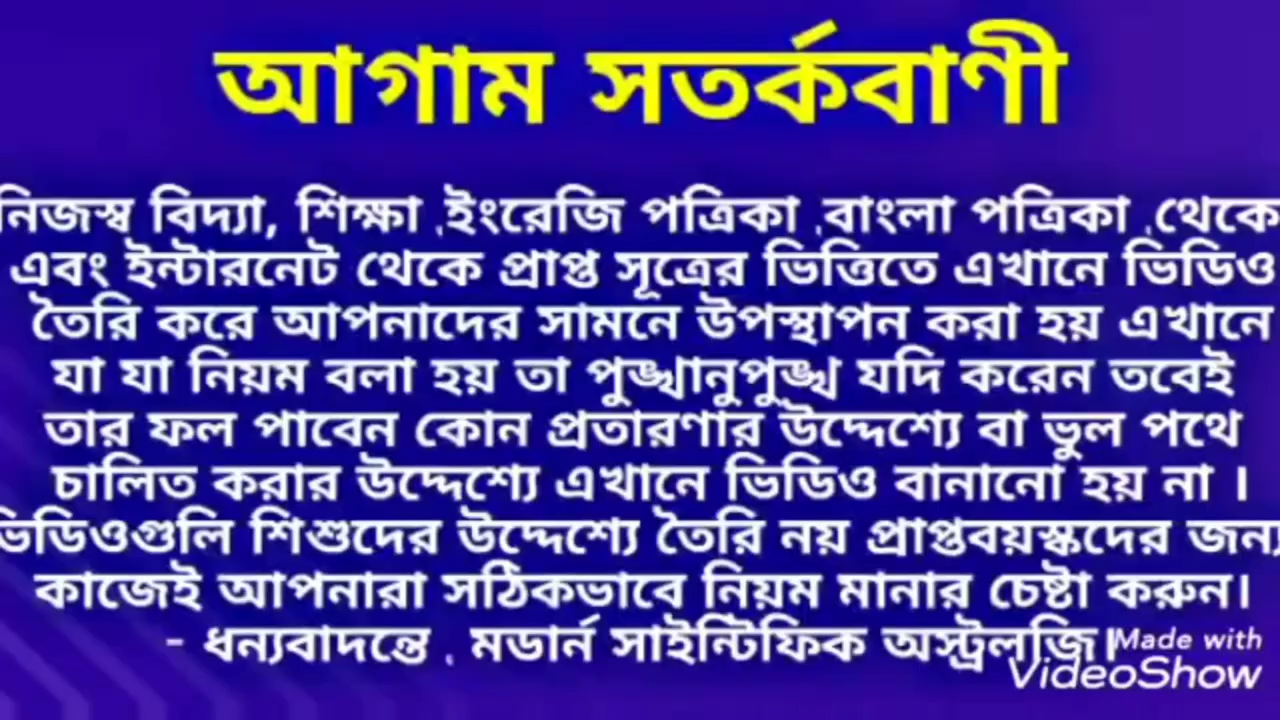 আগাম সতর্কবাণী
নিজস্ব বিদ্যা, শিক্ষা ,ইংরেজি পত্রিকা ,বাংলা পত্রিকা ,থেকে
এবং ইন্টারনেট থেকে প্রাপ্ত সূত্রের ভিত্তিতে এখানে ভিডিও
তৈরি করে আপনাদের সামনে উপস্থাপন করা হয় এখানে
যা যা নিয়ম বলা হয় তা পুঙ্খানুপুঙ্খ যদি করেন তবেই
তার ফল পাবেন কোন প্রতারণার উদ্দেশ্যে বা ভুল পথে
চালিত করার উদ্দেশ্যে এখানে ভিডিও বানানো হয় না ।
ভিডিওগুলি শিশুদের উদ্দেশ্যে তৈরি নয় প্রাপ্তবয়স্কদের জন্য
কাজেই আপনারা সঠিকভাবে নিয়ম মানার চেষ্টা করুন।
- ধন্যবাদন্তে , মডার্ন সাইন্টিফিক অস্ট্রলজি।
Made with
VideoShow